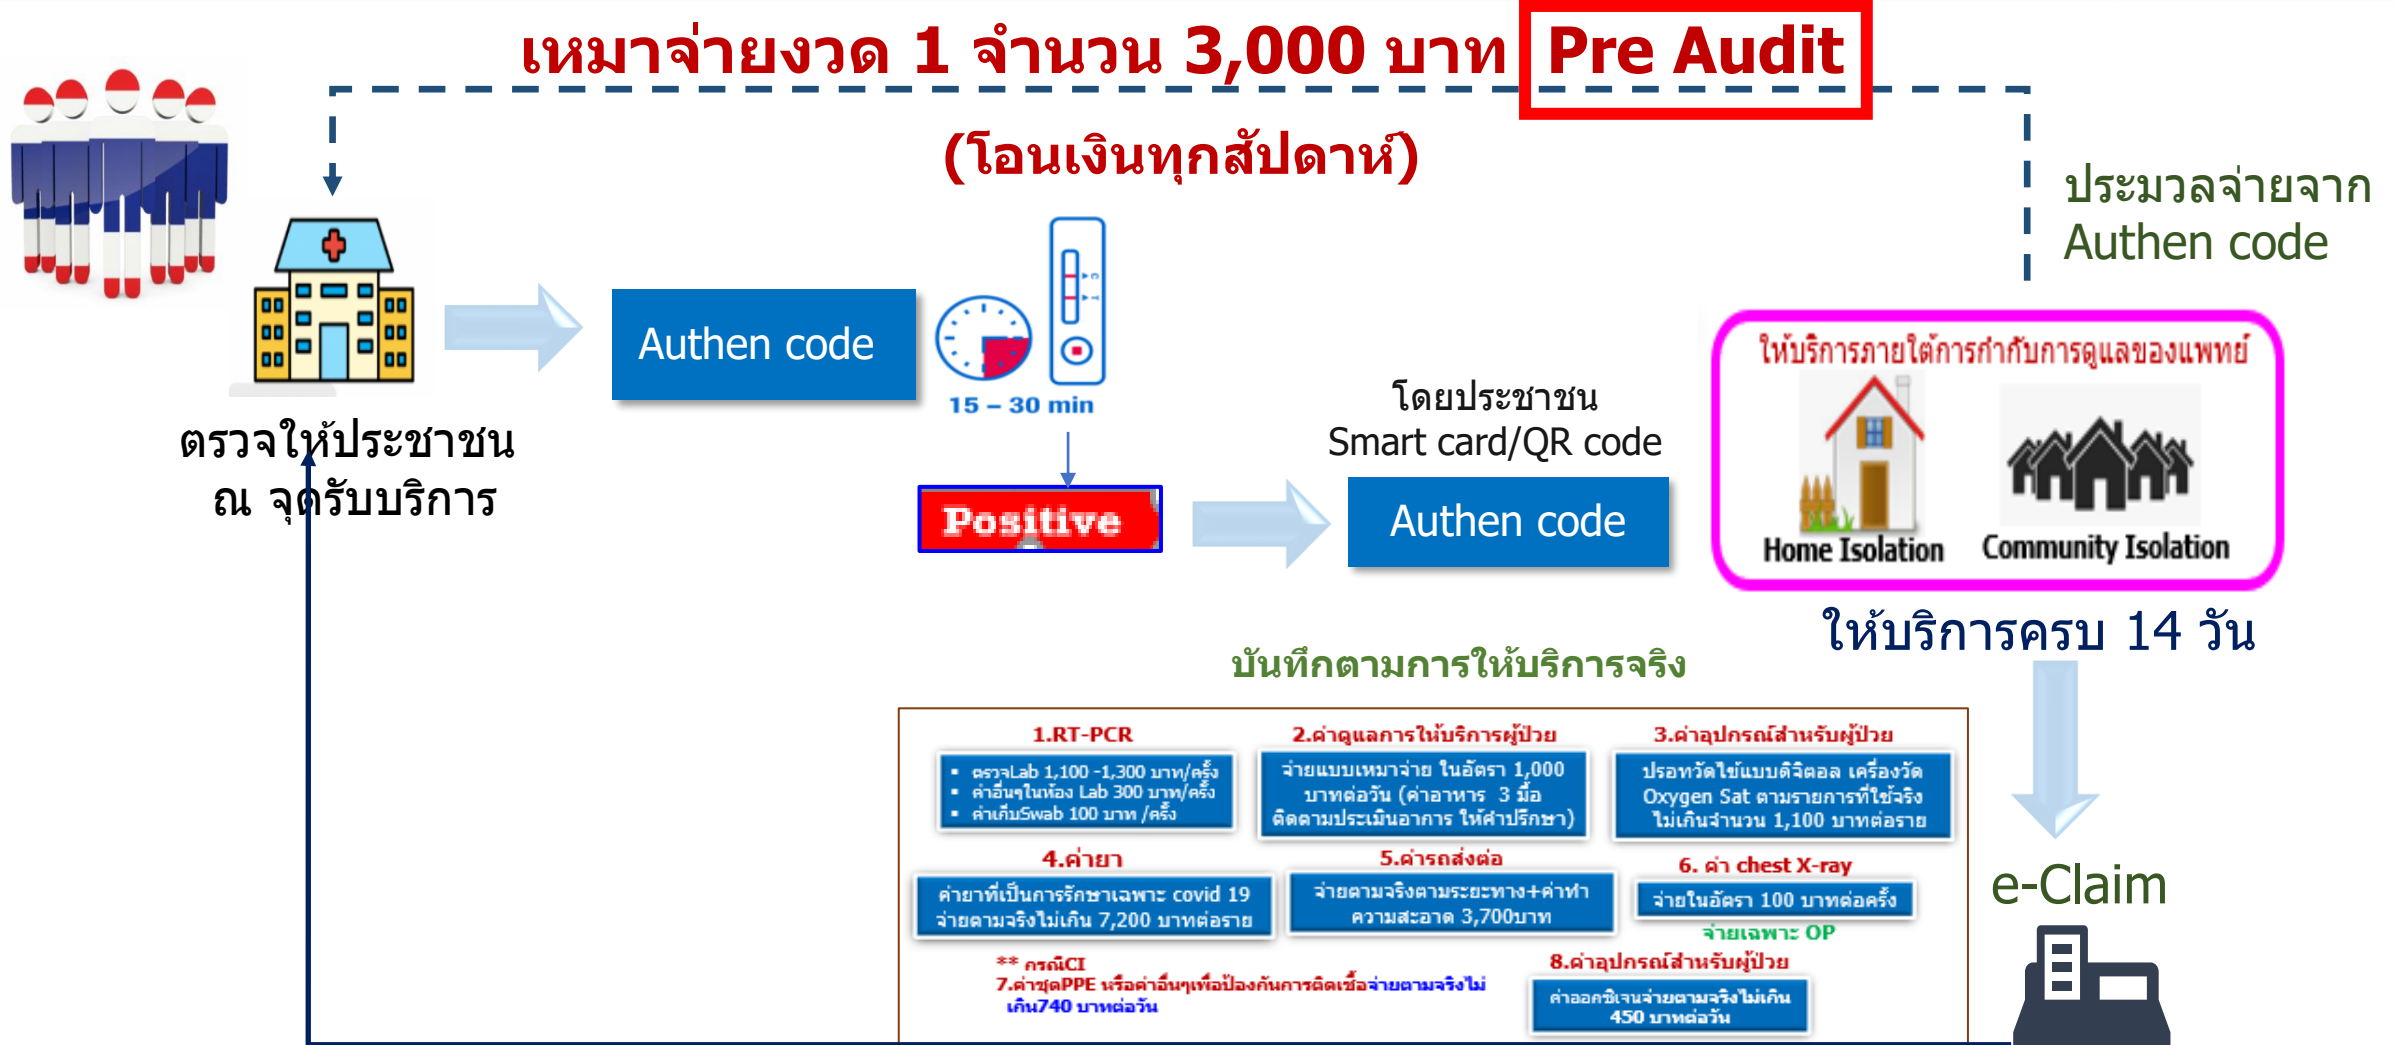 เหมาจ่ายงวด 1 จำนวน 3,000 บาท Pre Audit
(โอนเงินทุกสัปดาห์)
ประมวลจ่ายจาก
Authen code
Authen code
15 – 30 min
ตรวจให้ประชาชน
ณ จุดรับบริการ
Positive
โดยประชาชน
Smart card/QR code
Authen code
ให้บริการภายใต้การกำกับการดูแลของแพทย์
Home Isolation
Community Isolation
ให้บริการครบ 14 วัน
บันทึกตามการให้บริการจริง
1.RT-PCR
▪ ตรวจLab 1,100 -1,300 บาท/ครั้ง
▪ ค่าอื่นๆในห้อง Lab 300 บาท/ครั้ง
▪ ค่าเก็บSwab 100 บาท /ครั้ง
2.ค่าดูแลการให้บริการผู้ป่วย
จ่ายแบบเหมาจ่าย ในอัตรา 1,000
บาทต่อวัน (ค่าอาหาร 3 มื้อ
ติดตามประเมินอาการ ให้คำปรึกษา)
3.ค่าอุปกรณ์สำหรับผู้ป่วย
ปรอทวัดไข้แบบดิจิตอล เครื่องวัด
Oxygen Sat ตามรายการที่ใช้จริง
ไม่เกินจำนวน 1,100 บาทต่อราย
4.ค่ายา
ค่ายาที่เป็นการรักษาเฉพาะ covid 19
จ่ายตามจริงไม่เกิน 7,200 บาทต่อราย
5.ค่ารถส่งต่อ
จ่ายตามจริงตามระยะทาง+ค่าทำ
ความสะอาด 3,700บาท
6. ค่า chest X-ray
จ่ายในอัตรา 100 บาทต่อครั้ง
จ่ายเฉพาะ OP
** กรณีCI
7.ค่าชุดPPE หรือค่าอื่นๆเพื่อป้องกันการติดเชื้อจ่ายตามจริงไม่
เกิน740 บาทต่อวัน
8.ค่าอุปกรณ์สำหรับผู้ป่วย
ค่าออกซิเจนจ่ายตามจริงไม่เกิน
450 บาทต่อวัน
e-Claim